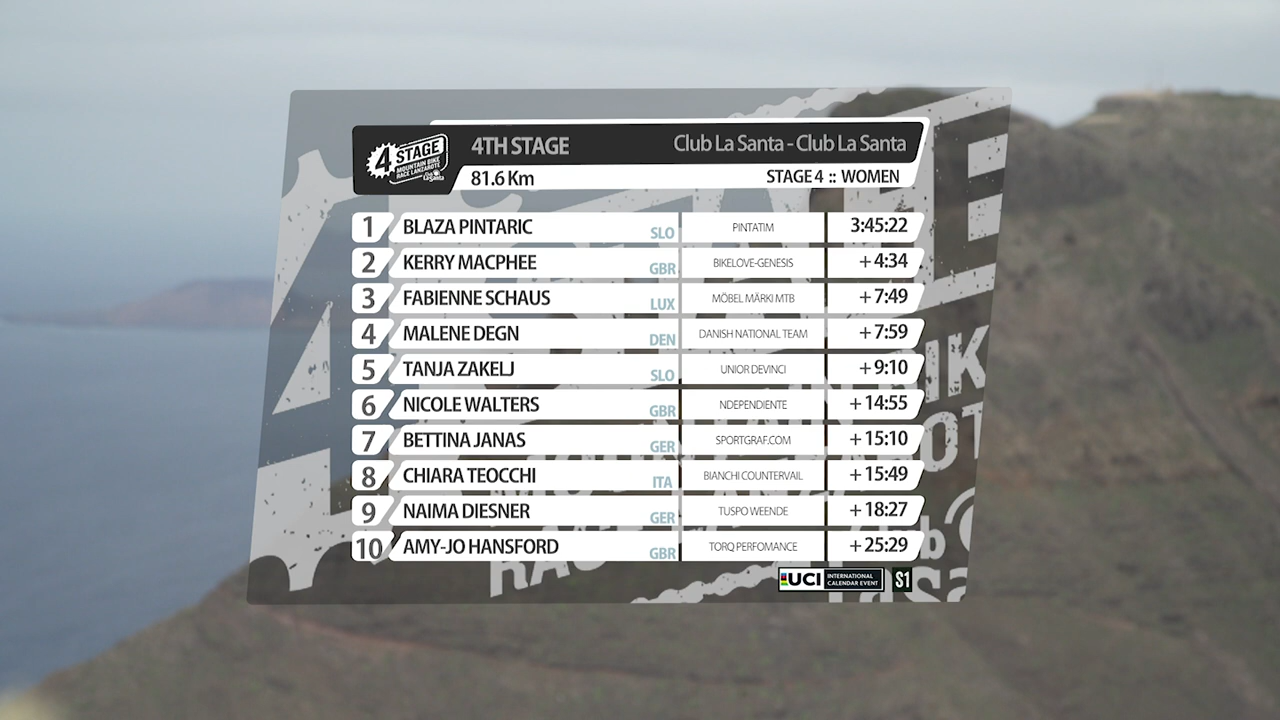 4 STAGE
MOUNTAIN BIKE
RACE LANZAROTE
Club
La Santa
4TH STAGE Club La Santa - Club La Santa
81.6 Km STAGE 4 :: WOMEN
1 BLAZA PINTARIC SLO PINTATIM 3:45:22
2 KERRY MACPHEE GBR BIKELOVE-GENESIS + 4:34
3 FABIENNE SCHAUS LUX MÖBEL MÄRKI MTB + 7:49
4 MALENE DEGN DEN DANISH NATIONAL TEAM + 7:59
5 TANJA ZAKELJ SLO UNIOR DEVINCI + 9:10
6 NICOLE WALTERS GBR NDEPENDIENTE + 14:55
7 BETTINA JANAS GER SPORTGRAF.COM + 15:10
8 CHIARA TEOCCHI ITA BIANCHI COUNTERVAIL + 15:49
9 NAIMA DIESNER GER TUSPO WEENDE + 18:27
10 AMY-JO HANSFORD GBR TORQ PERFOMANCE + 25:29
UCI INTERNATIONAL CALENDAR EVENT S1